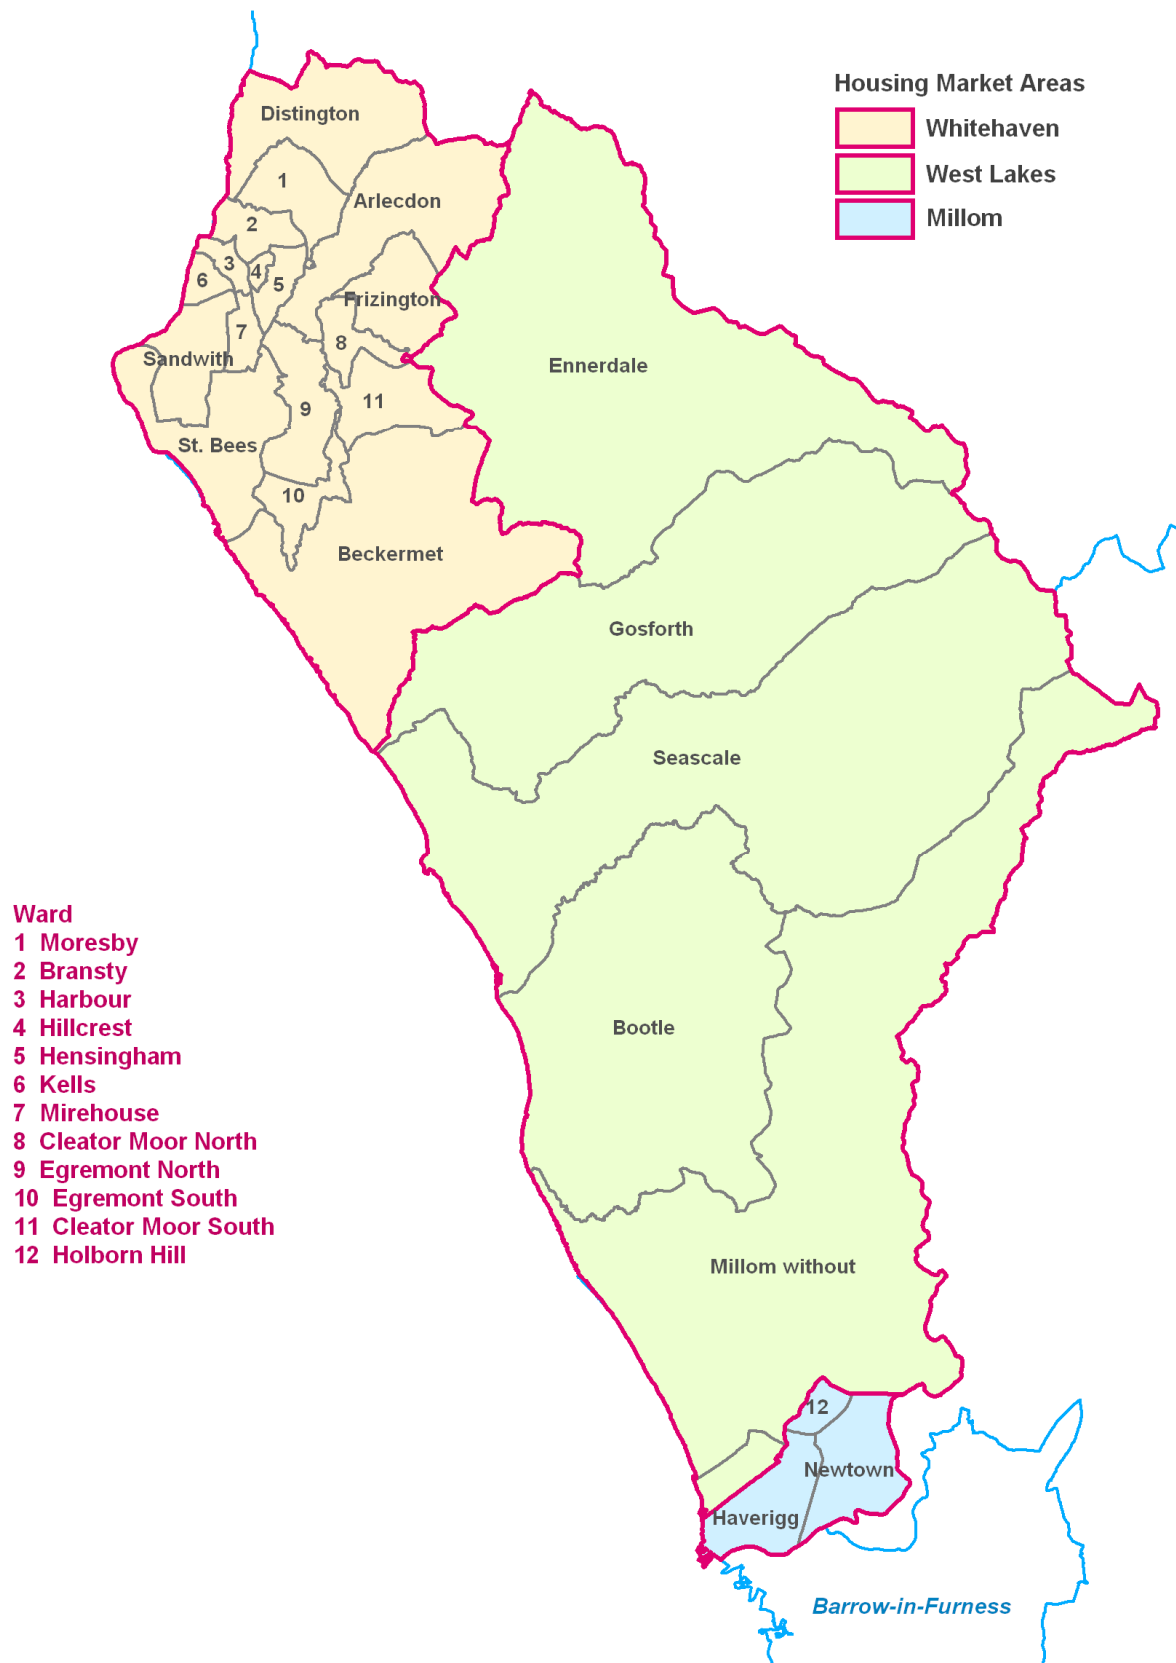 Housing Market Areas
Whitehaven
West Lakes
Millom
Distington
1
Arlecdon
2
3
4
5
6
Frizington
7
8
Sandwith
Ennerdale
9
11
St. Bees
10
Beckermet
Gosforth
Seascale
Ward
1 Moresby
2 Bransty
3 Harbour
4 Hillcrest
5 Hensingham
6 Kells
7 Mirehouse
8 Cleator Moor North
9 Egremont North
10 Egremont South
11 Cleator Moor South
12 Holborn Hill
Bootle
Millom without
12
Newtown
Haverigg
Barrow-in-Furness